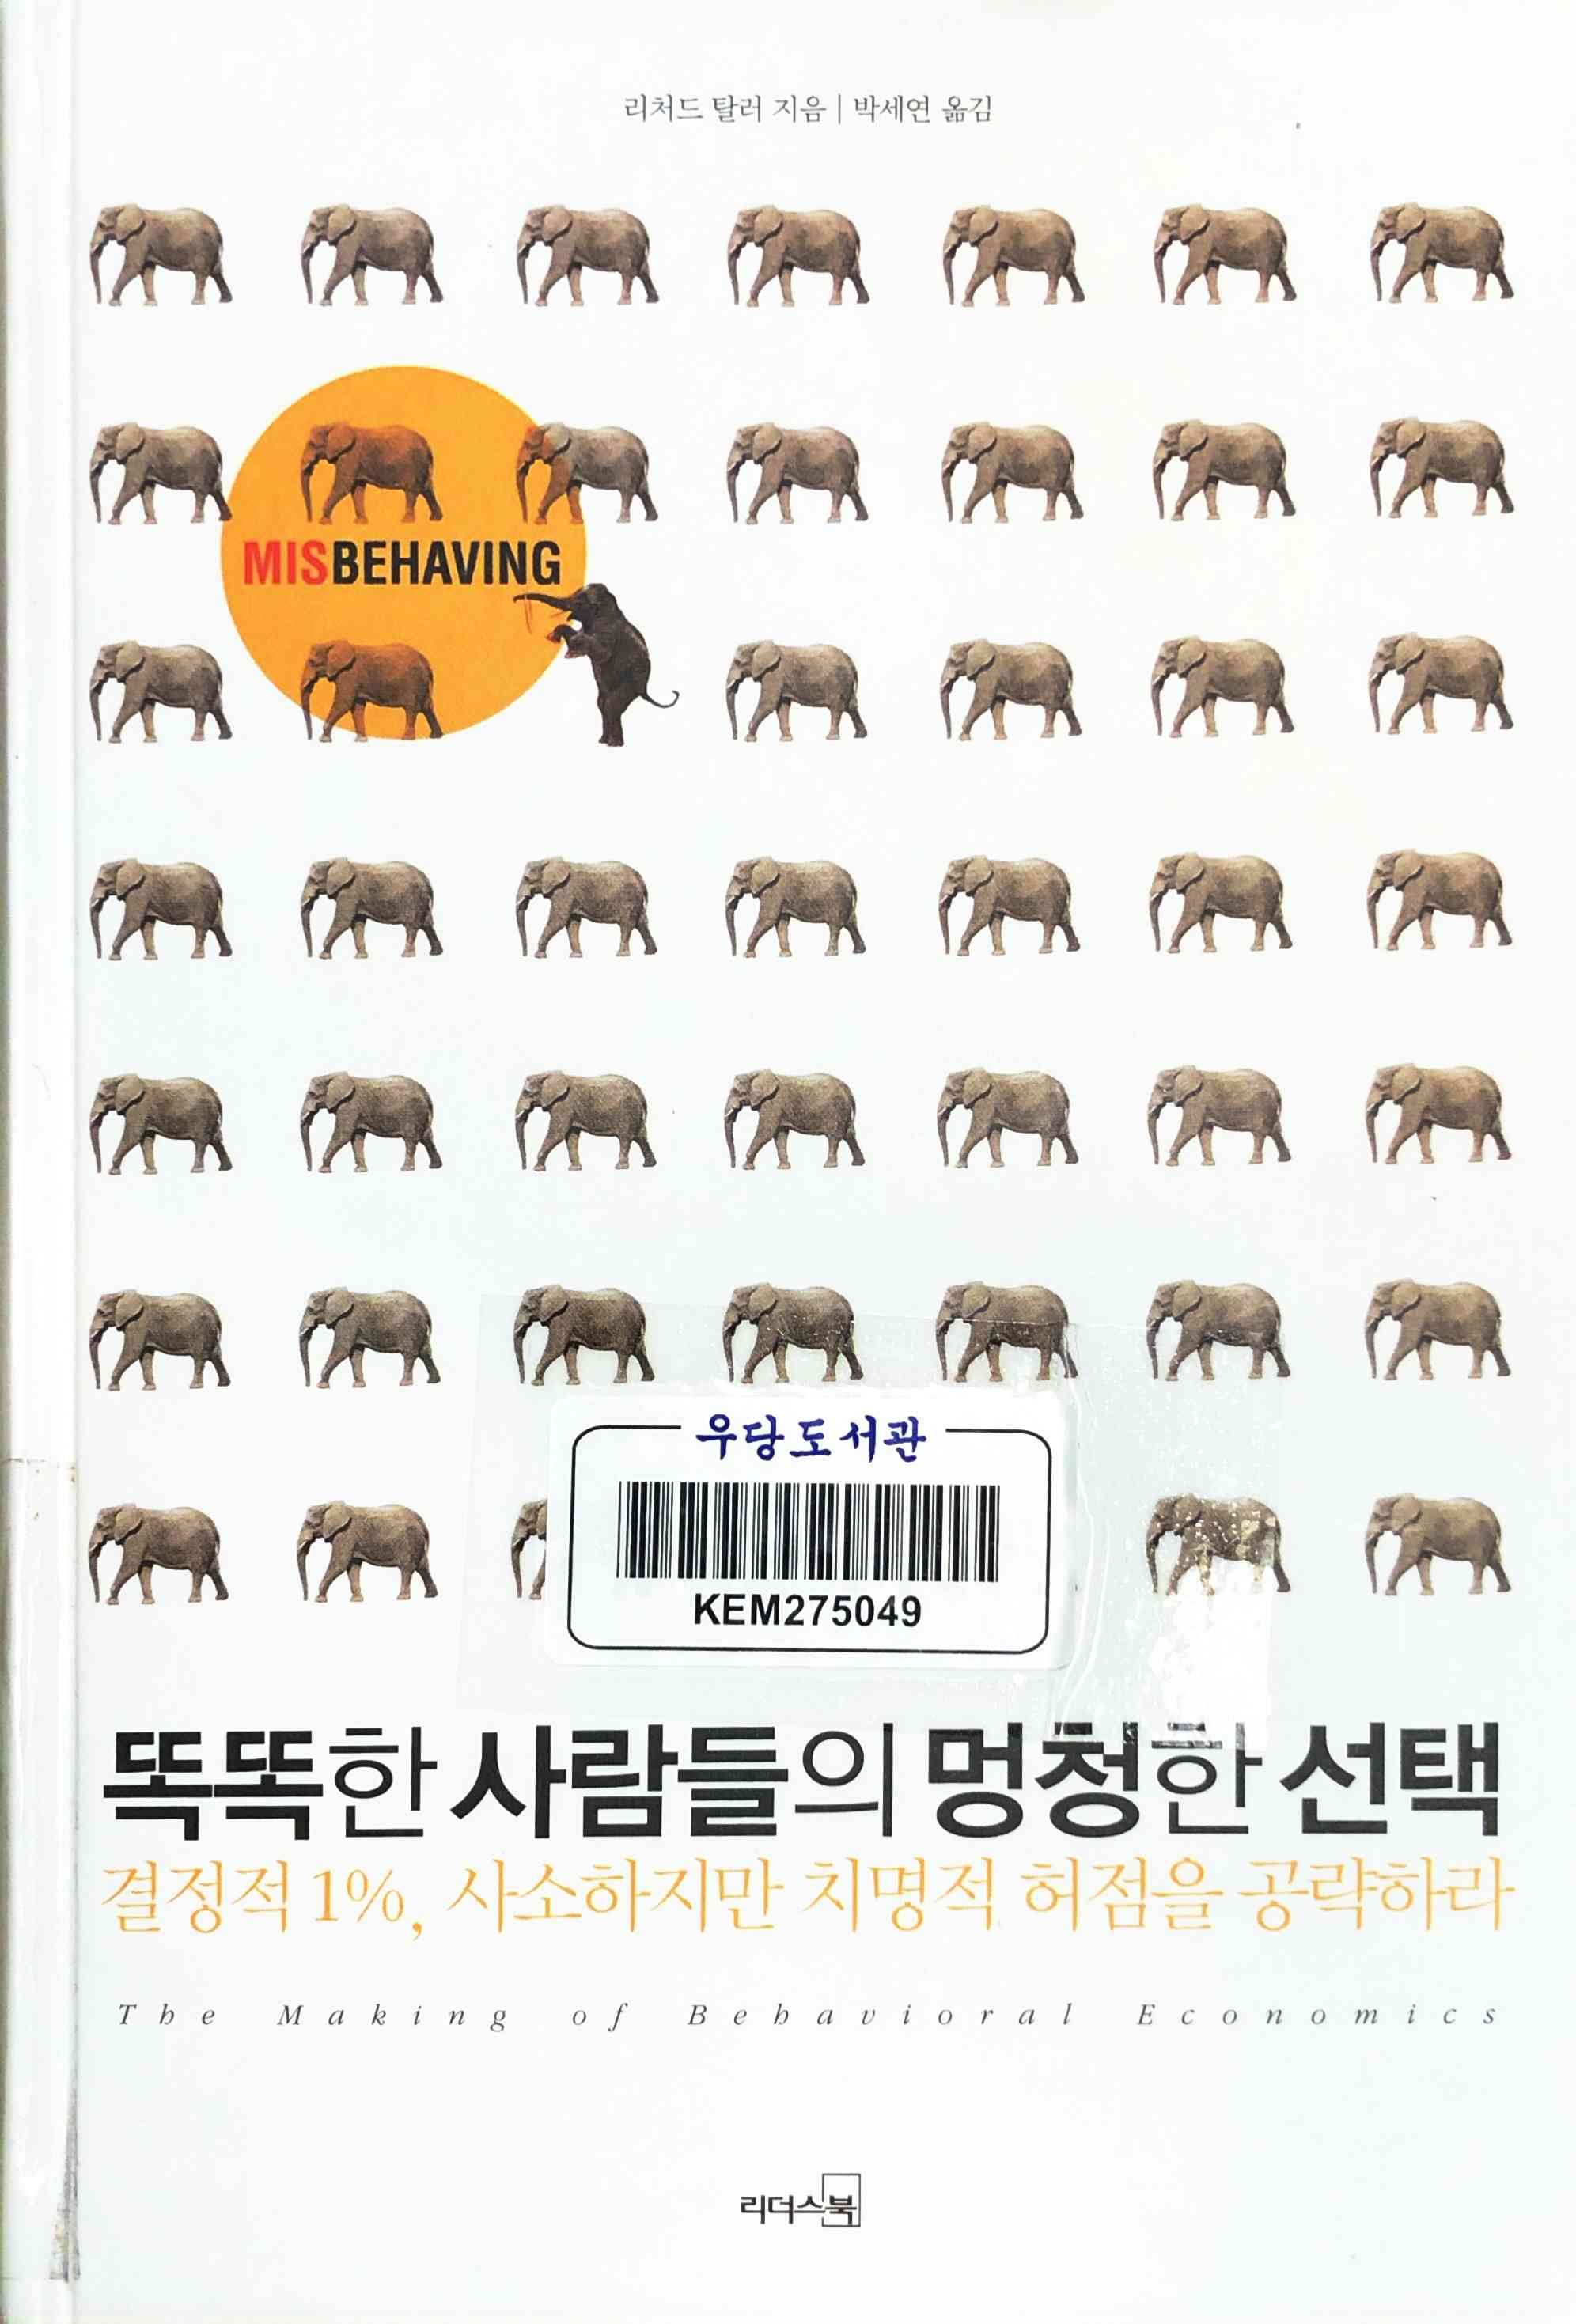 리처드 탈러 지음 | 박세연 옮김
MISBEHAVING
우당도서관
KEM275049
똑똑한 사람들의 멍청한 선택
결정적 1%, 사소하지만 치명적 허점을 공략하라
The Making of Behavioral Economics
리더스북